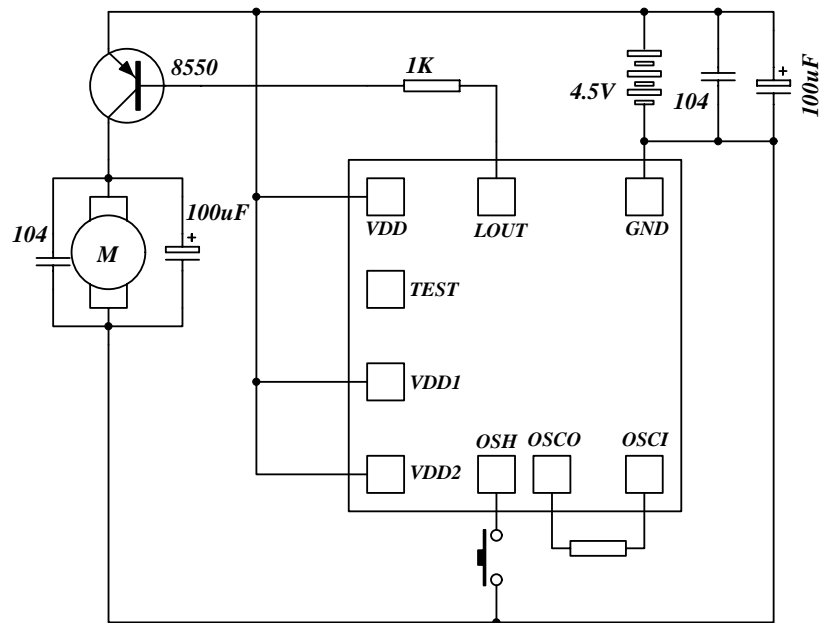 8550
1K
4.5V
104
100uF
104
100uF
M
VDD
LOUT
GND
TEST
VDD1
VDD2
OSH
OSCO
OSCI